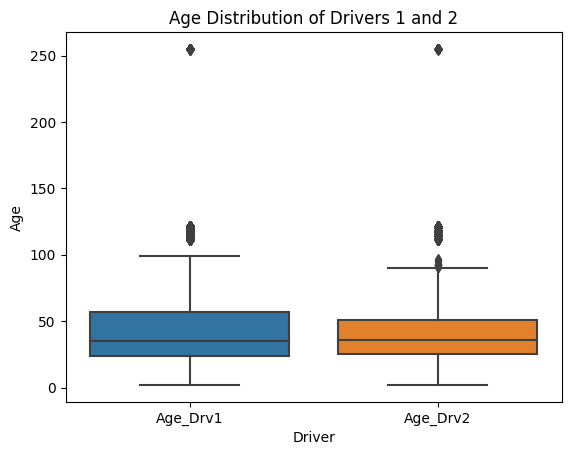 Age Distribution of Drivers 1 and 2
250
200
150
100
50
0
Age
Age_Drv1
Age_Drv2
Driver